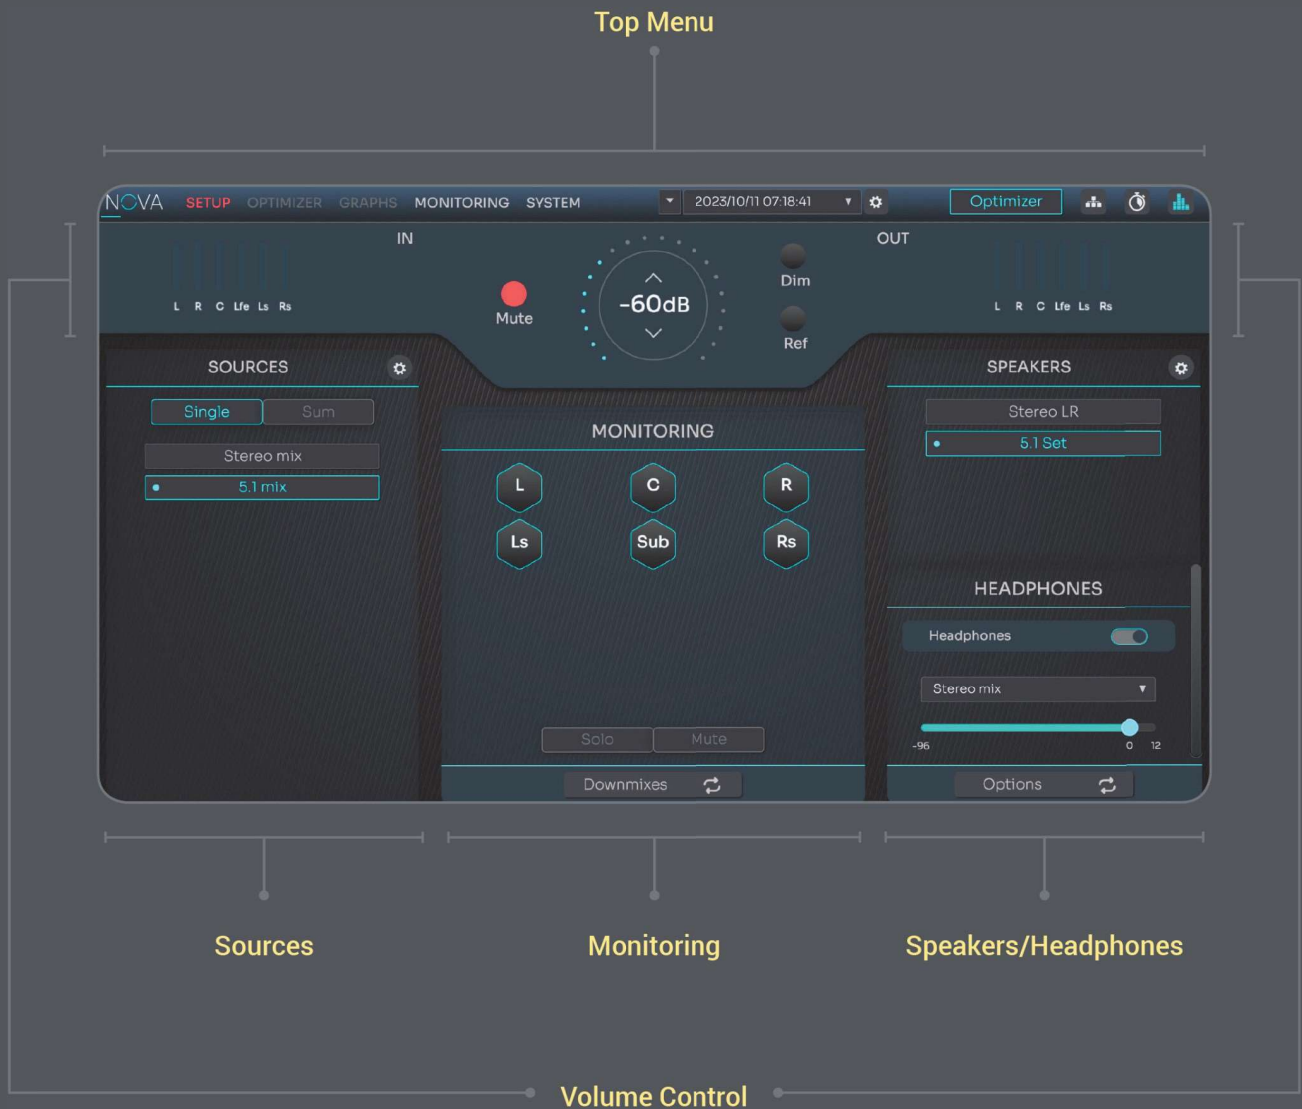 Top Menu
NOVA SETUP OPTIMIZER GRAPHS MONITORING SYSTEM 2023/10/11 07:18:41 Optimizer
IN OUT
L R C Lfe Ls Rs
Mute
-60dB
Dim
Ref
L R C Lfe Ls Rs
SOURCES
Single Sum
Stereo mix
5.1 mix
MONITORING
L C R
Ls Sub Rs
Solo Mute
Downmixes
SPEAKERS
Stereo LR
5.1 Set
HEADPHONES
Headphones
Stereo mix
-96 0 12
Options
Sources Monitoring Speakers/Headphones
Volume Control